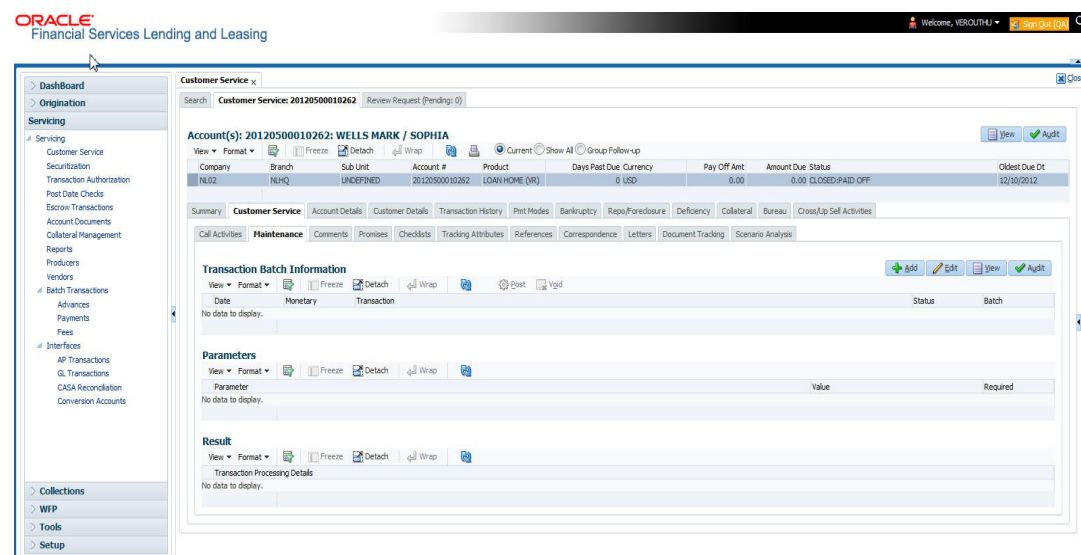 ORACLE
Financial Services Lending and Leasing
Welcome, VEROUTHU
Sign Out [QA]
DashBoard
Origination
Servicing
Servicing
Customer Service
Securitization
Transaction Authorization
Post Date Checks
Escrow Transactions
Account Documents
Collateral Management
Reports
Producers
Vendors
Batch Transactions
Advances
Payments
Fees
Interfaces
AP Transactions
GL Transactions
CASA Reconciliation
Conversion Accounts
Collections
WFP
Tools
Setup
Customer Service x
Clos
Search Customer Service: 20120500010262 Review Request (Pending: 0)
Account(s): 20120500010262: WELLS MARK / SOPHIA
View Audit
View Format Freeze Detach Wrap Current Show All Group Follow-up
Company Branch Sub Unit Account # Product Days Past Due Currency Pay Off Amt Amount Due Status Oldest Due Dt
NL02 NLHQ UNDEFINED 20120500010262 LOAN HOME (VR) 0 USD 0.00 0.00 CLOSED:PAID OFF 12/10/2012
Summary Customer Service Account Details Customer Details Transaction History Pmt Modes Bankruptcy Repo/Foreclosure Deficiency Collateral Bureau Cross/Up Sell Activities
Call Activities Maintenance Comments Promises Checklists Tracking Attributes References Correspondence Letters Document Tracking Scenario Analysis
Transaction Batch Information
Add Edit View Audit
View Format Freeze Detach Wrap Post Void
Date Monetary Transaction Status Batch
No data to display.
Parameters
View Format Freeze Detach Wrap
Parameter Value Required
No data to display.
Result
View Format Freeze Detach Wrap
Transaction Processing Details
No data to display.